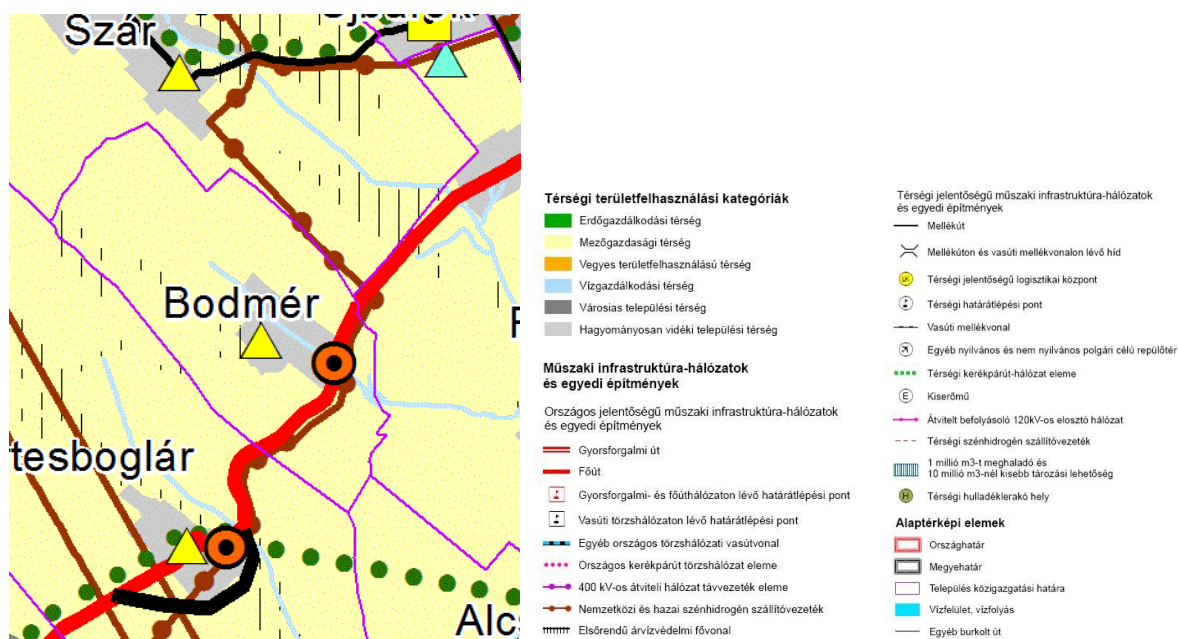 Szár
Újbarok
Bodmér
tesboglár
Alcs
Térségi területfelhasználási kategóriák
Erdőgazdálkodási térség
Mezőgazdasági térség
Vegyes területfelhasználású térség
Vízgazdálkodási térség
Városias települési térség
Hagyományosan vidéki települési térség
Műszaki infrastruktúra-hálózatok
és egyedi építmények
Országos jelentőségű műszaki infrastruktúra-hálózatok
és egyedi építmények
Gyorsforgalmi út
Főút
Gyorsforgalmi- és főúthálózaton lévő határátlépési pont
Vasúti törzshálózaton lévő határátlépési pont
Egyéb országos törzshálózati vasútvonal
Országos kerékpárút törzshálózat eleme
400 kV-os átviteli hálózat távvezeték eleme
Nemzetközi és hazai szénhidrogén szállítóvezeték
Elsőrendű árvízvédelmi fővonal
Térségi jelentőségű műszaki infrastruktúra-hálózatok
és egyedi építmények
Mellékút
Mellékúton és vasúti mellékvonalon lévő híd
LK Térségi jelentőségű logisztikai központ
Térségi határátlépési pont
Vasúti mellékvonal
Egyéb nyilvános és nem nyilvános polgári célú repülőtér
Térségi kerékpárút-hálózat eleme
E Kiserőmű
Átvitelt befolyásoló 120kV-os elosztó hálózat
Térségi szénhidrogén szállítóvezeték
1 millió m3-t meghaladó és
10 millió m3-nél kisebb tározási lehetőség
H Térségi hulladéklerakó hely
Alaptérképi elemek
Országhatár
Megyehatár
Település közigazgatási határa
Vízfelület, vízfolyás
Egyéb burkolt út